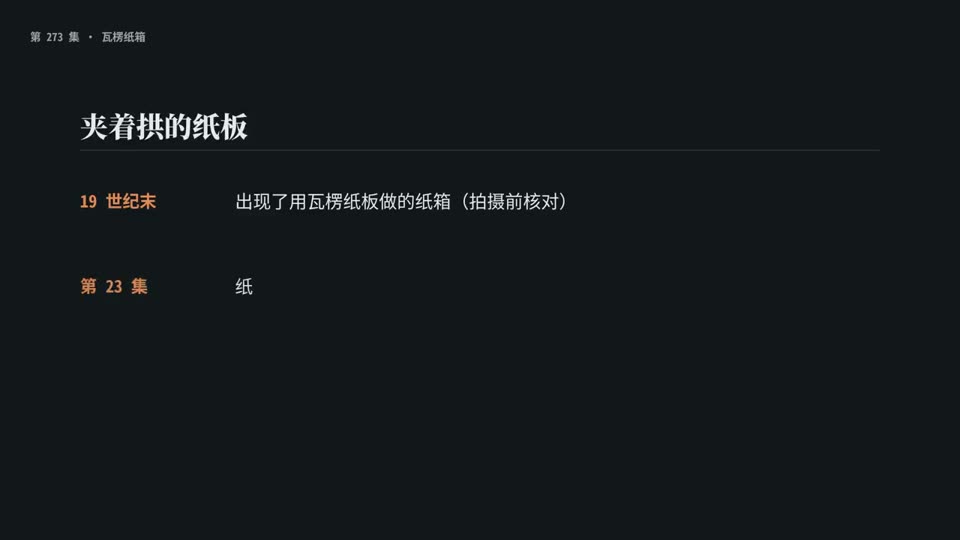 第 273 集 · 瓦楞纸箱
夹着拱的纸板
19 世纪末 出现了用瓦楞纸板做的纸箱（拍摄前核对）
第 23 集 纸